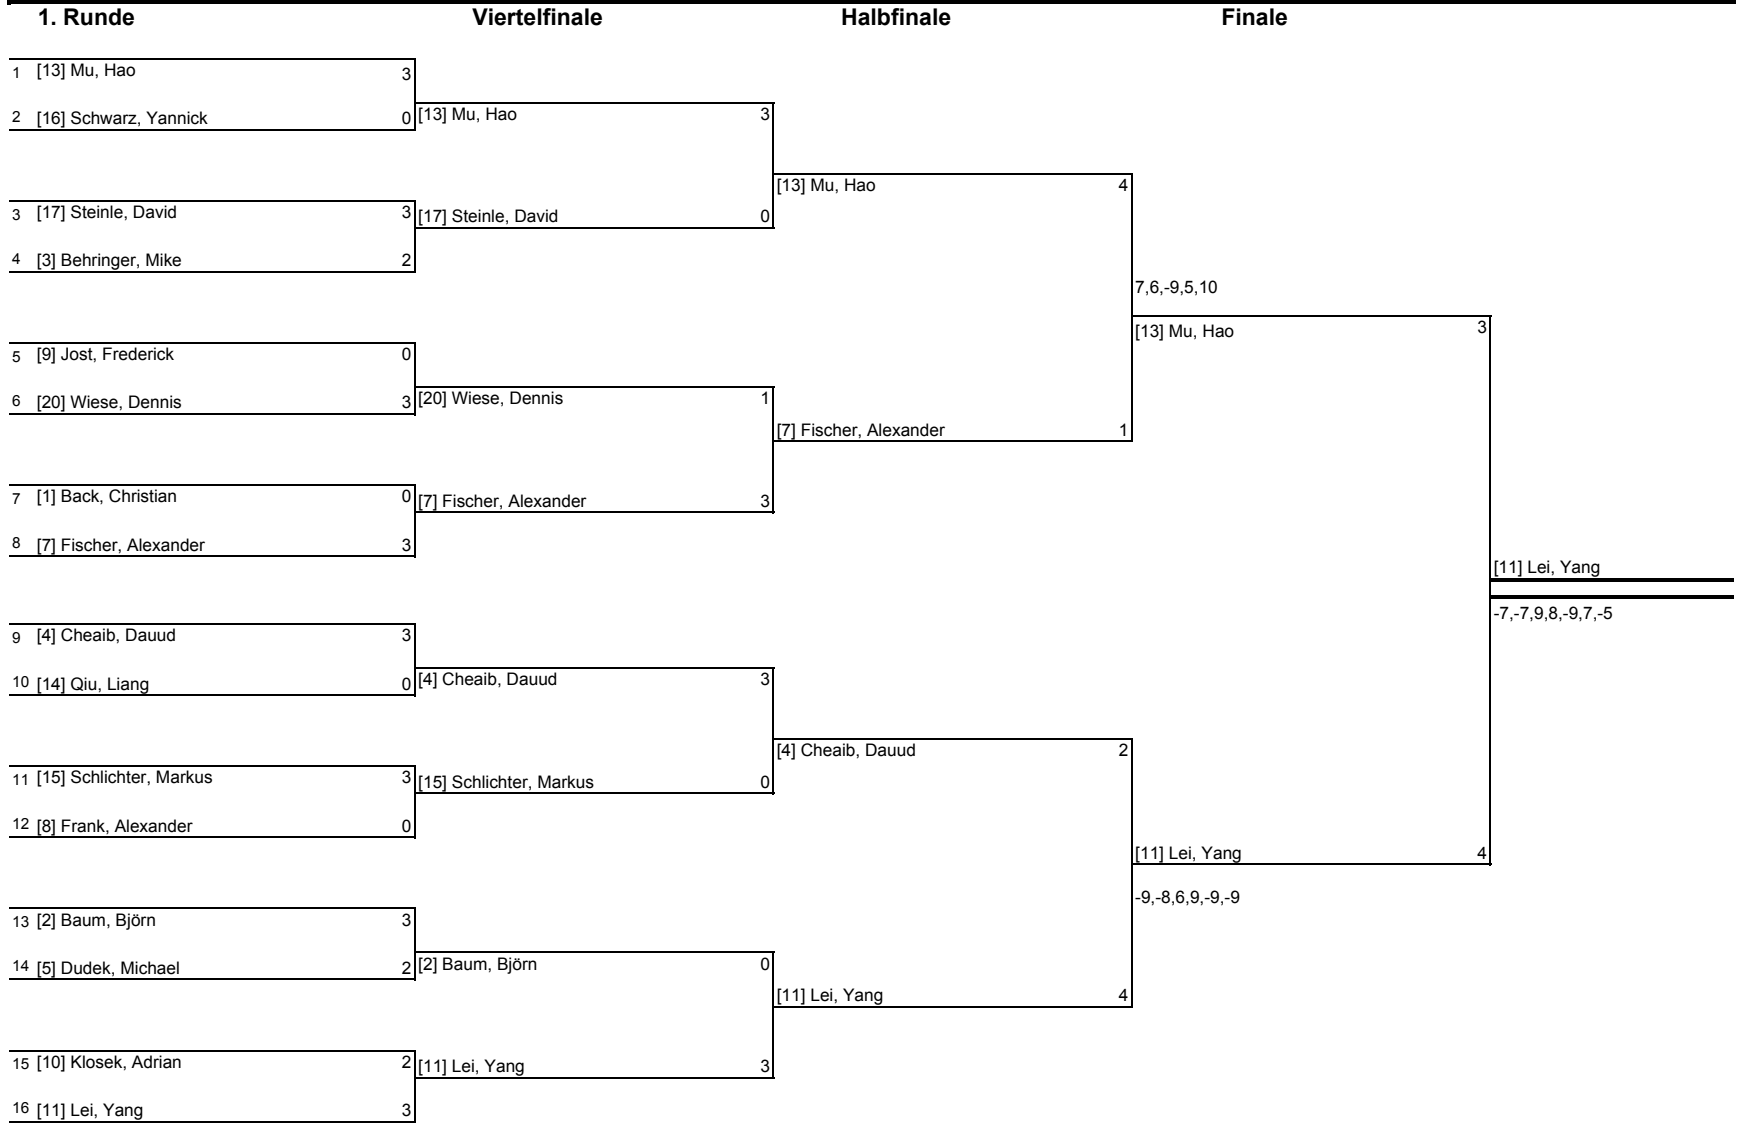 1. Runde Viertelfinale Halbfinale Finale
1 [13] Mu, Hao 3
2 [16] Schwarz, Yannick 0 [13] Mu, Hao 3
[13] Mu, Hao 4
3 [17] Steinle, David 3 [17] Steinle, David 0
4 [3] Behringer, Mike 2
7,6,-9,5,10
[13] Mu, Hao 3
5 [9] Jost, Frederick 0
6 [20] Wiese, Dennis 3 [20] Wiese, Dennis 1
[7] Fischer, Alexander 1
7 [1] Back, Christian 0 [7] Fischer, Alexander 3
8 [7] Fischer, Alexander 3
[11] Lei, Yang
-7,-7,9,8,-9,7,-5
9 [4] Cheaib, Dauud 3
10 [14] Qiu, Liang 0 [4] Cheaib, Dauud 3
[4] Cheaib, Dauud 2
11 [15] Schlichter, Markus 3 [15] Schlichter, Markus 0
12 [8] Frank, Alexander 0
[11] Lei, Yang 4
-9,-8,6,9,-9,-9
13 [2] Baum, Björn 3
14 [5] Dudek, Michael 2 [2] Baum, Björn 0
[11] Lei, Yang 4
15 [10] Klosek, Adrian 2 [11] Lei, Yang 3
16 [11] Lei, Yang 3